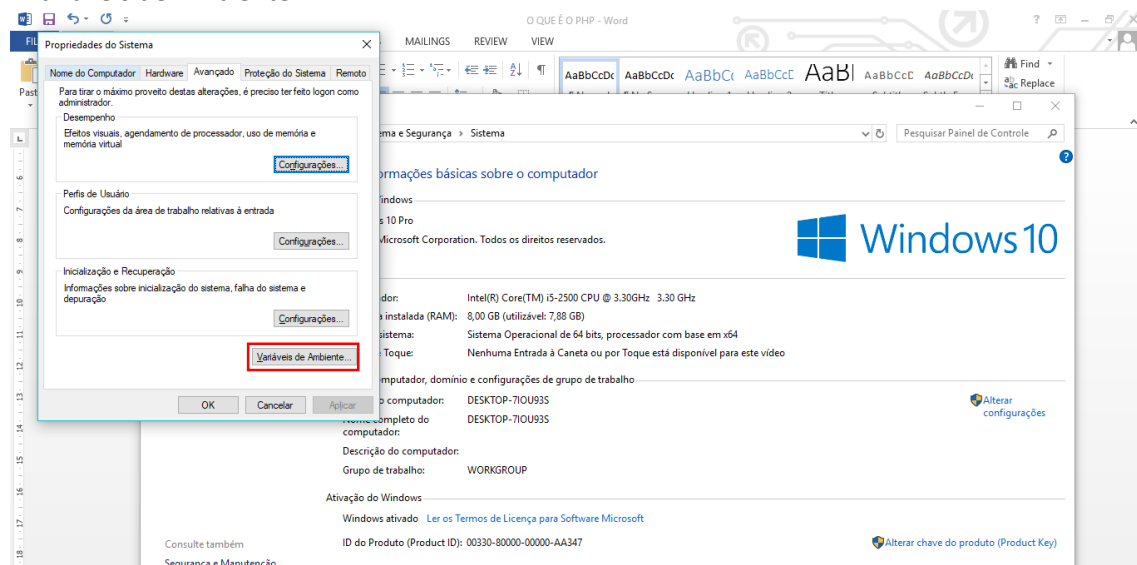 O QUE É O PHP - Word
MAILINGS REVIEW VIEW
AaBbCcDc AaBbCcDc AaBbC AaBbCcE AaB AaBbCcC AaBbCcDc
Find
Replace
Propriedades do Sistema
Nome do Computador Hardware Avançado Proteção do Sistema Remoto
Para tirar o máximo proveito destas alterações, é preciso ter feito logon como
administrador.
Desempenho
Efeitos visuais, agendamento de processador, uso de memória e
memória virtual
Configurações...
Perfis de Usuário
Configurações da área de trabalho relativas à entrada
Configurações...
Inicialização e Recuperação
Informações sobre inicialização do sistema, falha do sistema e
depuração
Configurações...
Variáveis de Ambiente...
OK Cancelar Aplicar
ema e Segurança › Sistema
Pesquisar Painel de Controle
ormações básicas sobre o computador
indows
s 10 Pro
Microsoft Corporation. Todos os direitos reservados.
Windows 10
dor: Intel(R) Core(TM) i5-2500 CPU @ 3.30GHz 3.30 GHz
instalada (RAM): 8,00 GB (utilizável: 7,88 GB)
sistema: Sistema Operacional de 64 bits, processador com base em x64
Toque: Nenhuma Entrada à Caneta ou por Toque está disponível para este vídeo
mputador, domínio e configurações de grupo de trabalho
o computador: DESKTOP-7IOU93S
Alterar
configurações
Nome completo do DESKTOP-7IOU93S
computador:
Descrição do computador:
Grupo de trabalho: WORKGROUP
Ativação do Windows
Windows ativado Ler os Termos de Licença para Software Microsoft
ID do Produto (Product ID): 00330-80000-00000-AA347
Alterar chave do produto (Product Key)
Consulte também
Segurança e Manutenção